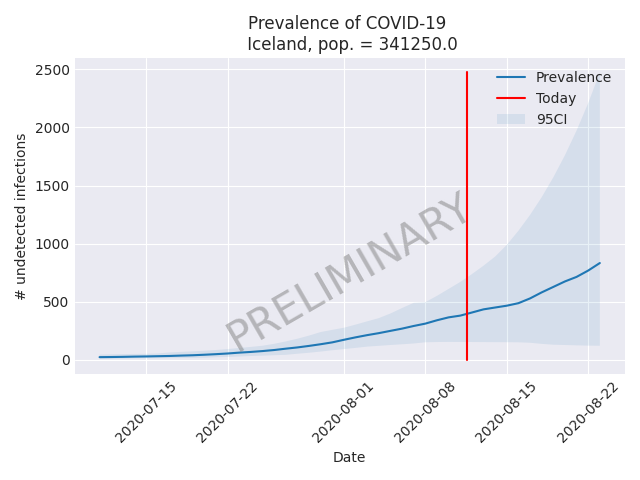 Prevalence of COVID-19
Iceland, pop. = 341250.0
2500
2000
1500
1000
500
0
# undetected infections
Prevalence
Today
95CI
PRELIMINARY
2020-07-15
2020-07-22
2020-08-01
2020-08-08
2020-08-15
2020-08-22
Date